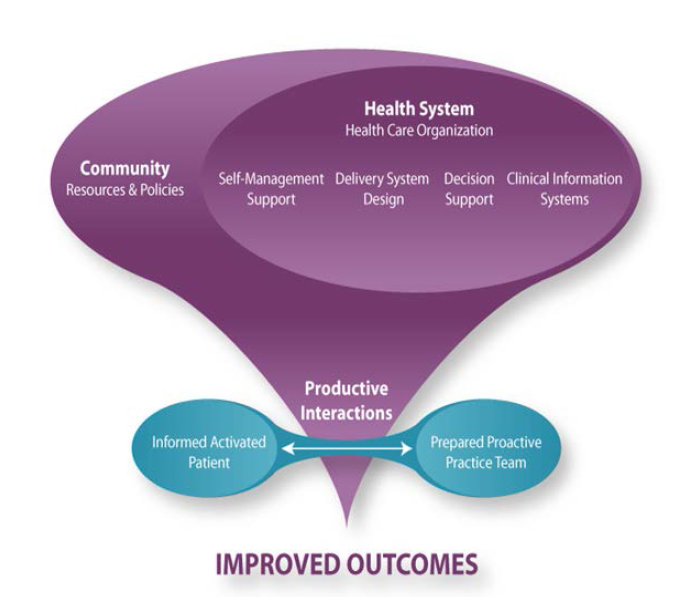 Health System
Health Care Organization
Community
Resources & Policies
Self-Management
Support
Delivery System
Design
Decision
Support
Clinical Information
Systems
Productive
Interactions
Informed Activated
Patient
Prepared Proactive
Practice Team
IMPROVED OUTCOMES